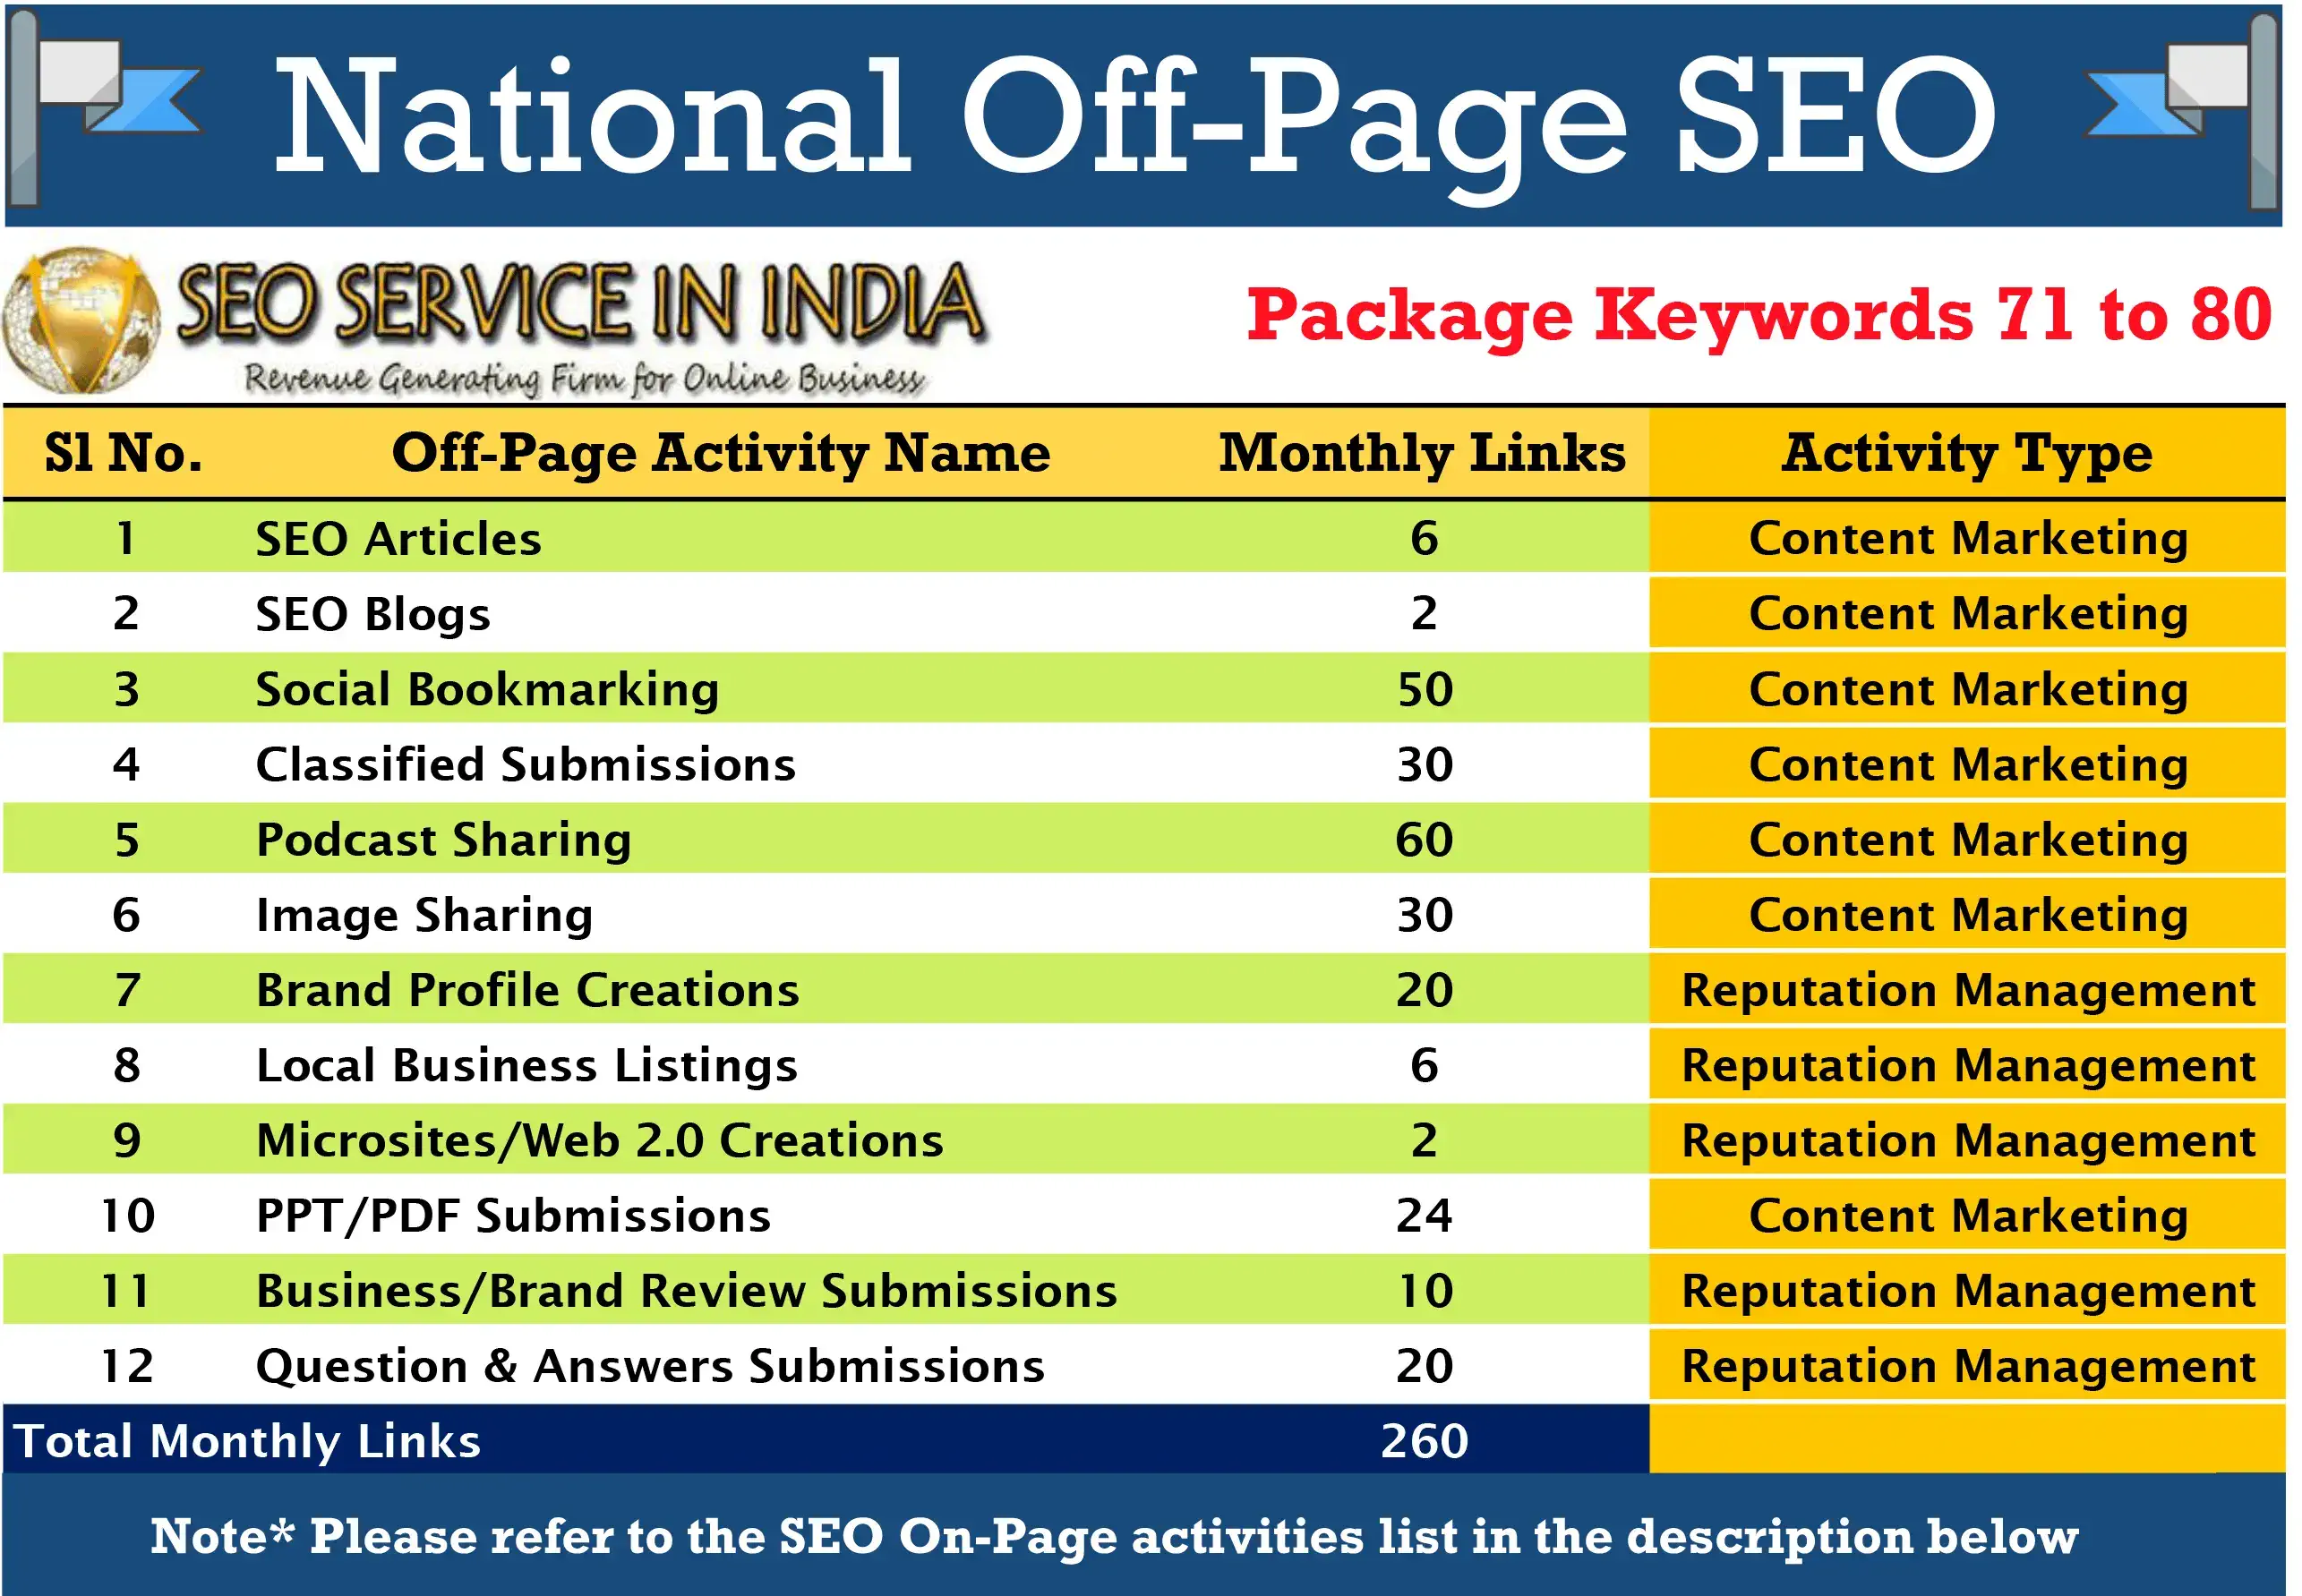 National Off-Page SEO
SEO SERVICE IN INDIA
Revenue Generating Firm for Online Business
Package Keywords 71 to 80
Sl No. Off-Page Activity Name Monthly Links Activity Type
1 SEO Articles 6 Content Marketing
2 SEO Blogs 2 Content Marketing
3 Social Bookmarking 50 Content Marketing
4 Classified Submissions 30 Content Marketing
5 Podcast Sharing 60 Content Marketing
6 Image Sharing 30 Content Marketing
7 Brand Profile Creations 20 Reputation Management
8 Local Business Listings 6 Reputation Management
9 Microsites/Web 2.0 Creations 2 Reputation Management
10 PPT/PDF Submissions 24 Content Marketing
11 Business/Brand Review Submissions 10 Reputation Management
12 Question & Answers Submissions 20 Reputation Management
Total Monthly Links 260
Note* Please refer to the SEO On-Page activities list in the description below